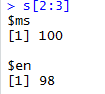 > s[2:3]
$ms
[1] 100

$en
[1] 98